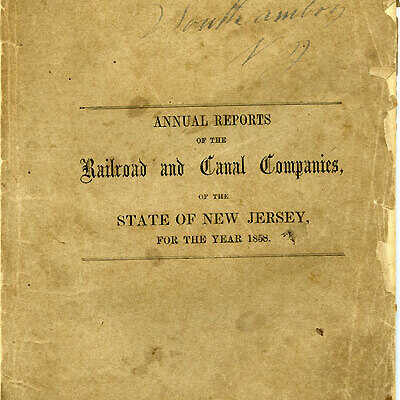 South amboy
N J
ANNUAL REPORTS
OF THE
Railroad and Canal Companies,
OF THE
STATE OF NEW JERSEY,
FOR THE YEAR 1858.